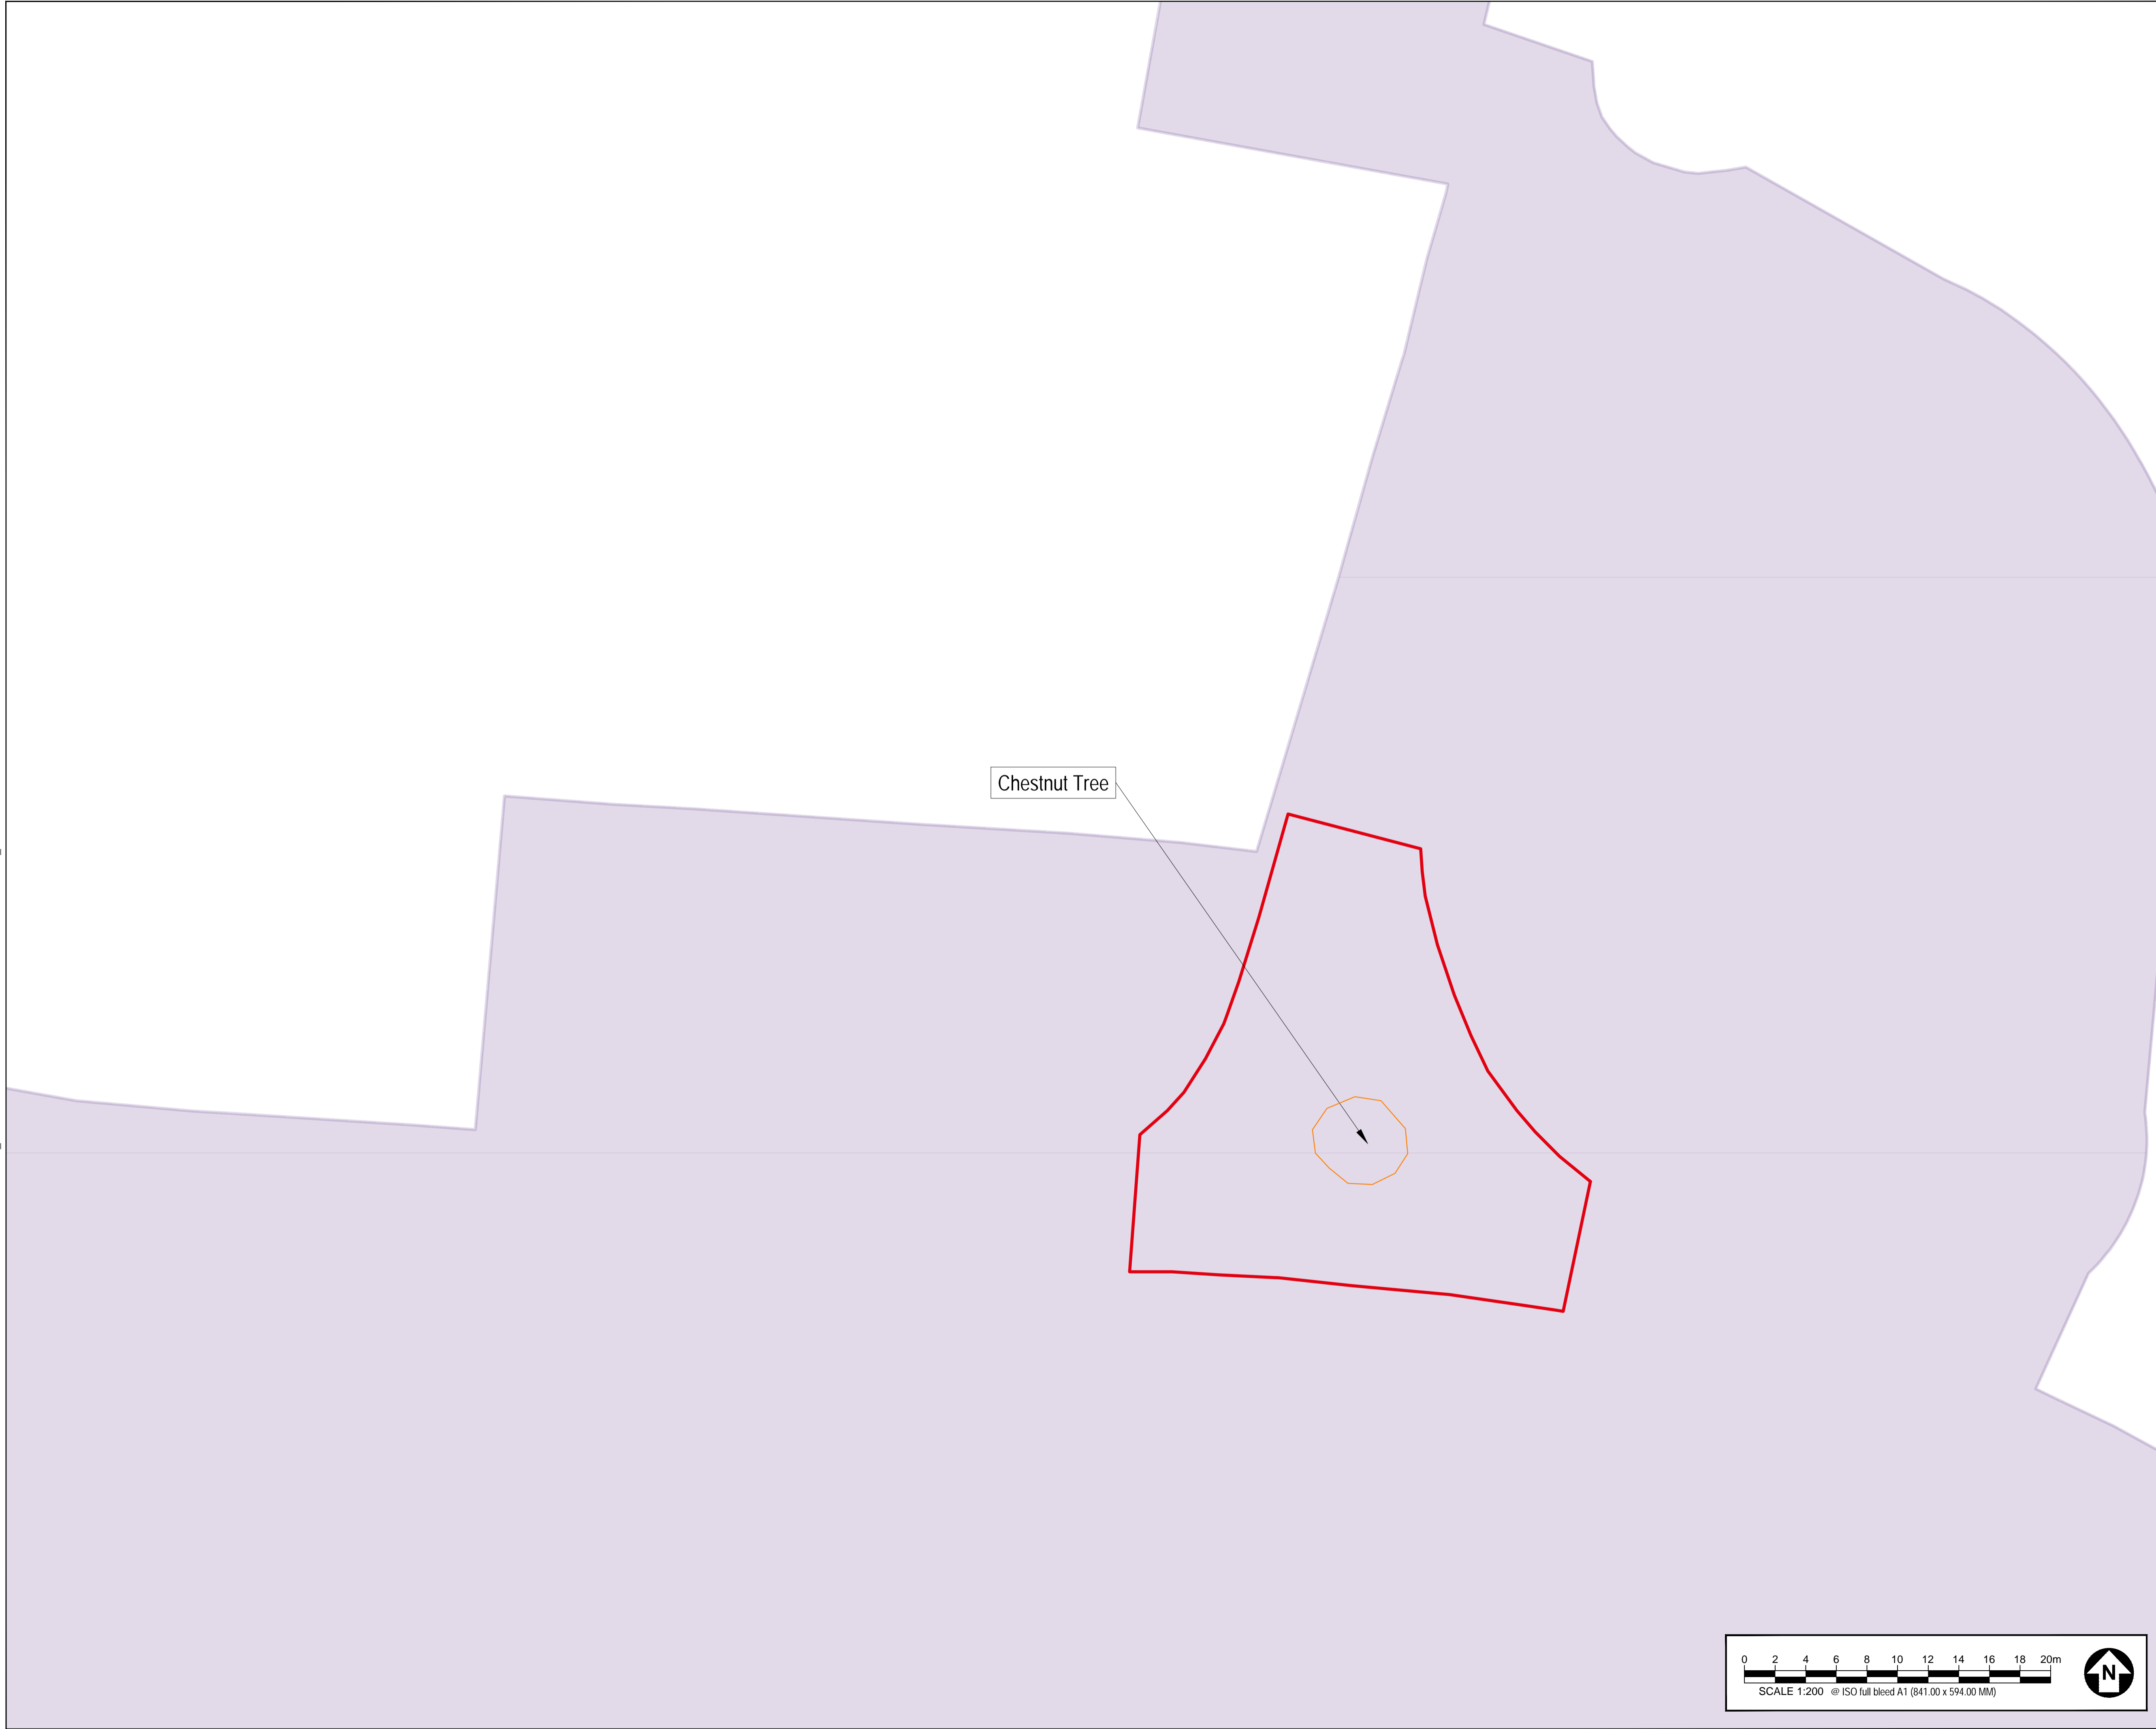 Chestnut Tree
0 2 4 6 8 10 12 14 16 18 20m
SCALE 1:200 @ ISO full bleed A1 (841.00 x 594.00 MM)
N